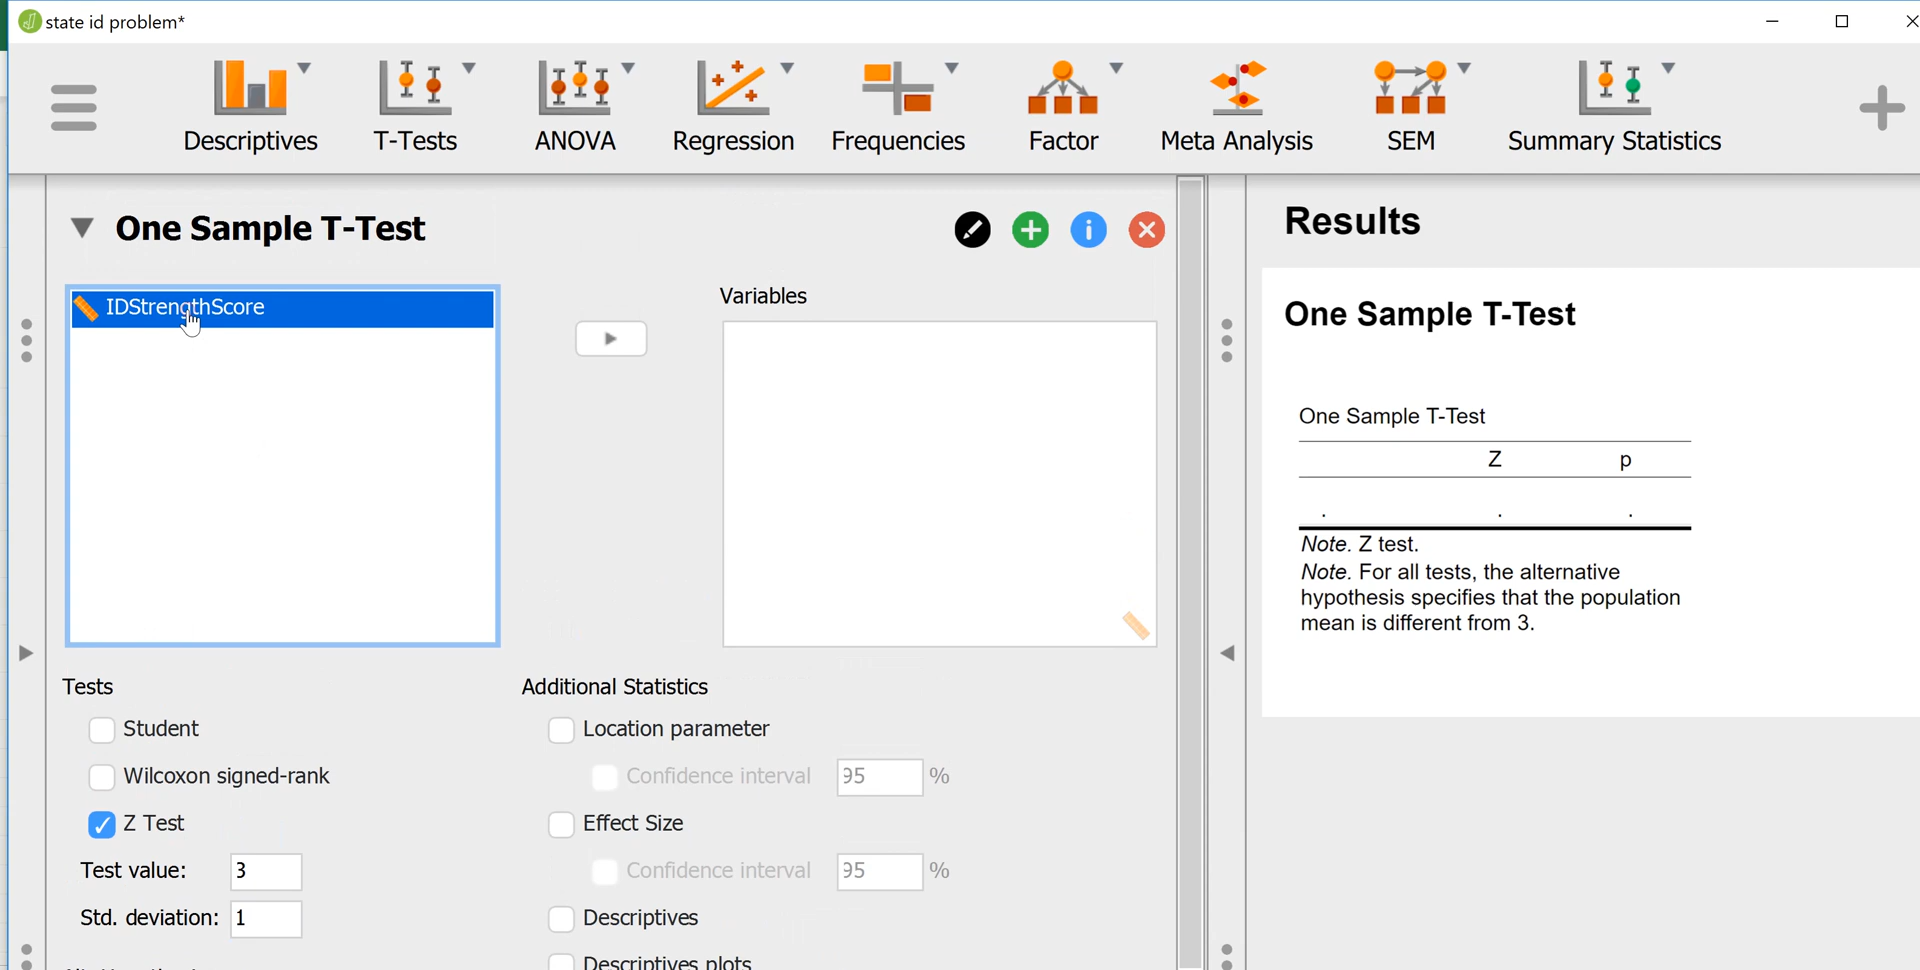 state id problem*
Descriptives T-Tests ANOVA Regression Frequencies Factor Meta Analysis SEM Summary Statistics
One Sample T-Test
IDStrengthScore
Variables
Tests
Student
Wilcoxon signed-rank
Z Test
Test value: 3
Std. deviation: 1
Additional Statistics
Location parameter
Confidence interval 95 %
Effect Size
Confidence interval 95 %
Descriptives
Descriptives plots
Results
One Sample T-Test
One Sample T-Test
Z p
. . .
Note. Z test.
Note. For all tests, the alternative
hypothesis specifies that the population
mean is different from 3.